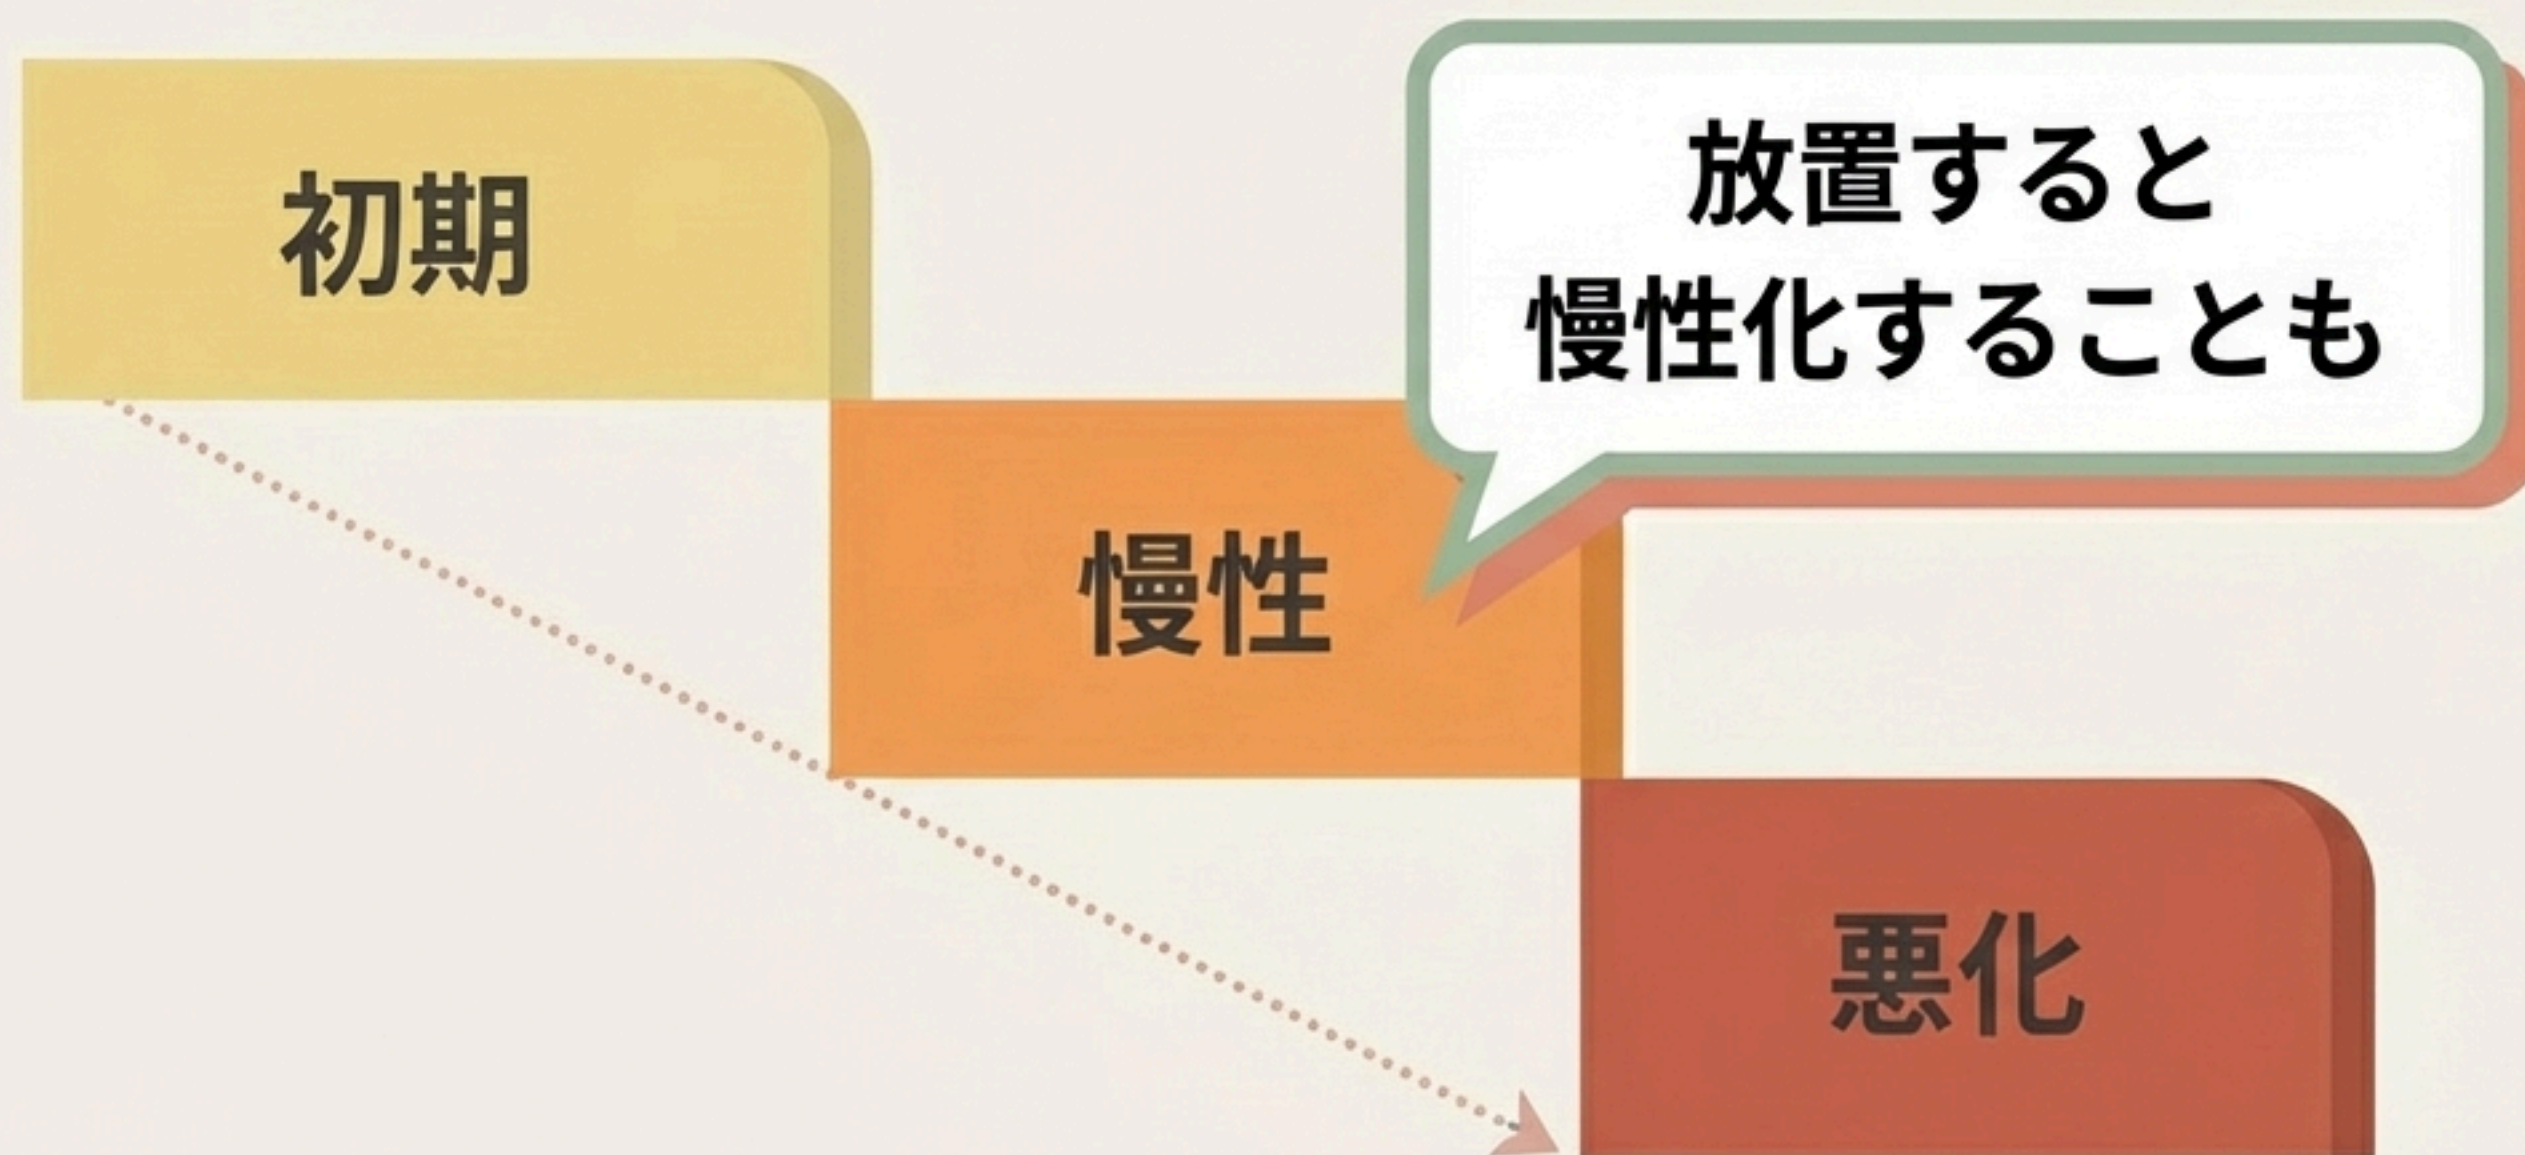 初期
放置すると
慢性化することも
慢性
悪化